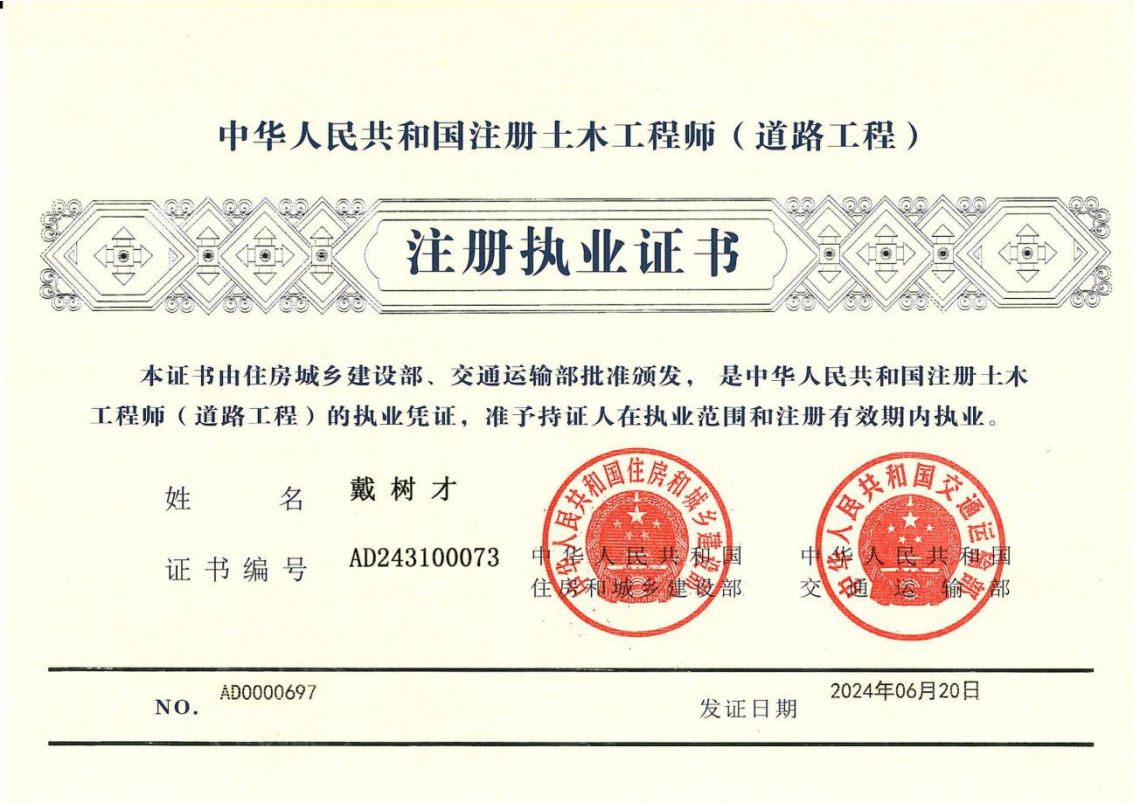 中华人民共和国注册土木工程师（道路工程）
注册执业证书
本证书由住房城乡建设部、交通运输部批准颁发，是中华人民共和国注册土木
工程师（道路工程）的执业凭证，准予持证人在执业范围和注册有效期内执业。
姓名 戴树才
证书编号 AD243100073
中华人民共和国住房和城乡建设部
中华人民共和国
住房和城乡建设部
中华人民共和国交通运输部
中华人民共和国
交通运输部
NO. AD0000697
发证日期 2024年06月20日